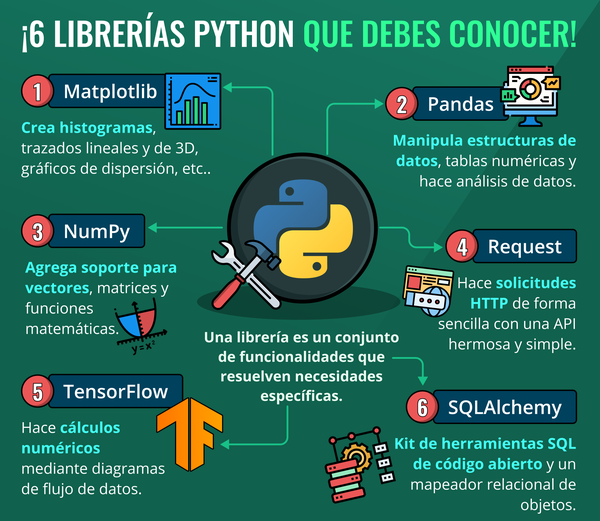 ¡6 LIBRERÍAS PYTHON QUE DEBES CONOCER!
1 Matplotlib
Crea histogramas,
trazados lineales y de 3D,
gráficos de dispersión, etc..
2 Pandas
Manipula estructuras de
datos, tablas numéricas y
hace análisis de datos.
3 NumPy
Agrega soporte para
vectores, matrices y
funciones
matemáticas.
y=x²
4 Request
Hace solicitudes
HTTP de forma
sencilla con una API
hermosa y simple.
Una librería es un conjunto
de funcionalidades que
resuelven necesidades
específicas.
5 TensorFlow
Hace cálculos
numéricos
mediante diagramas
de flujo de datos.
6 SQLAlchemy
Kit de herramientas SQL
de código abierto y un
mapeador relacional de
objetos.